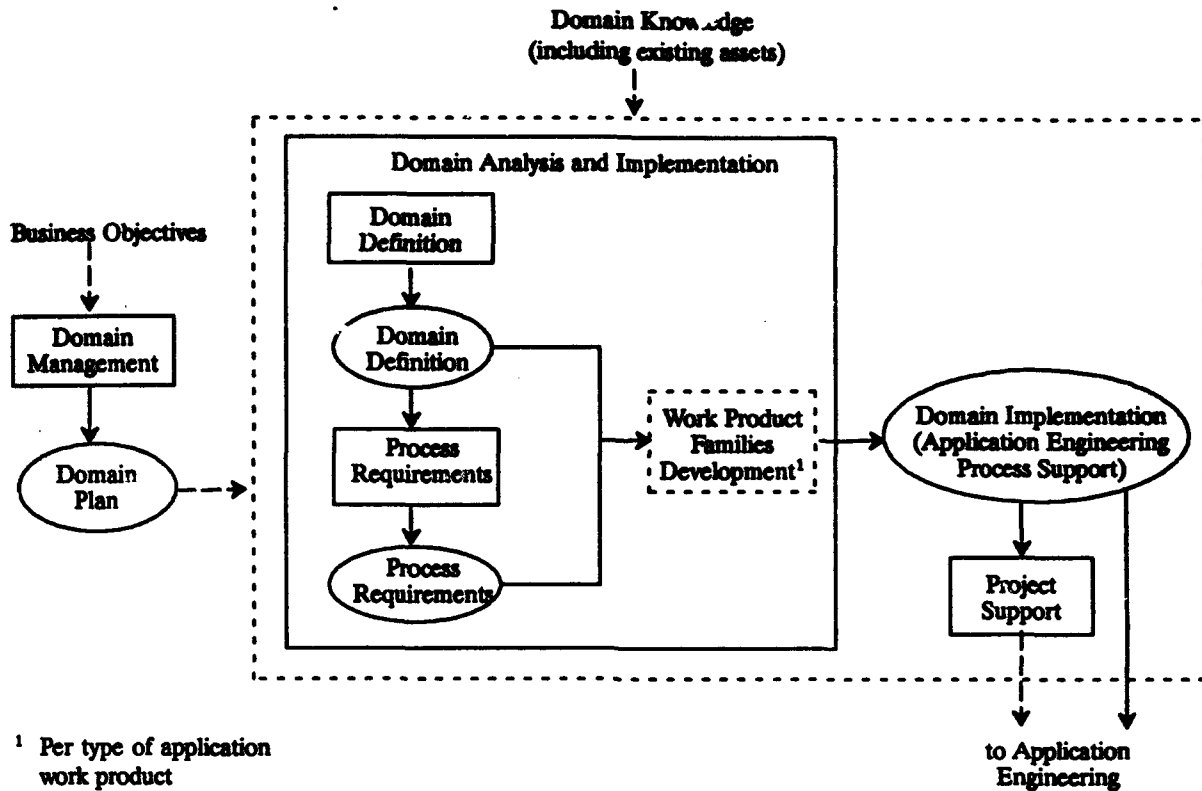 Domain
(including existing assets)
Domain Analysis and Implementation
Business Objectives
Domain
Management
Domain
Plan
Domain
Definition
Domain
Definition
Process
Requirements
Process
Requirements
Work Product
Families
Development¹
Domain Implementation
(Application Engineering
Process Support)
Project
Support
to Application
Engineering
¹ Per type of application
work product